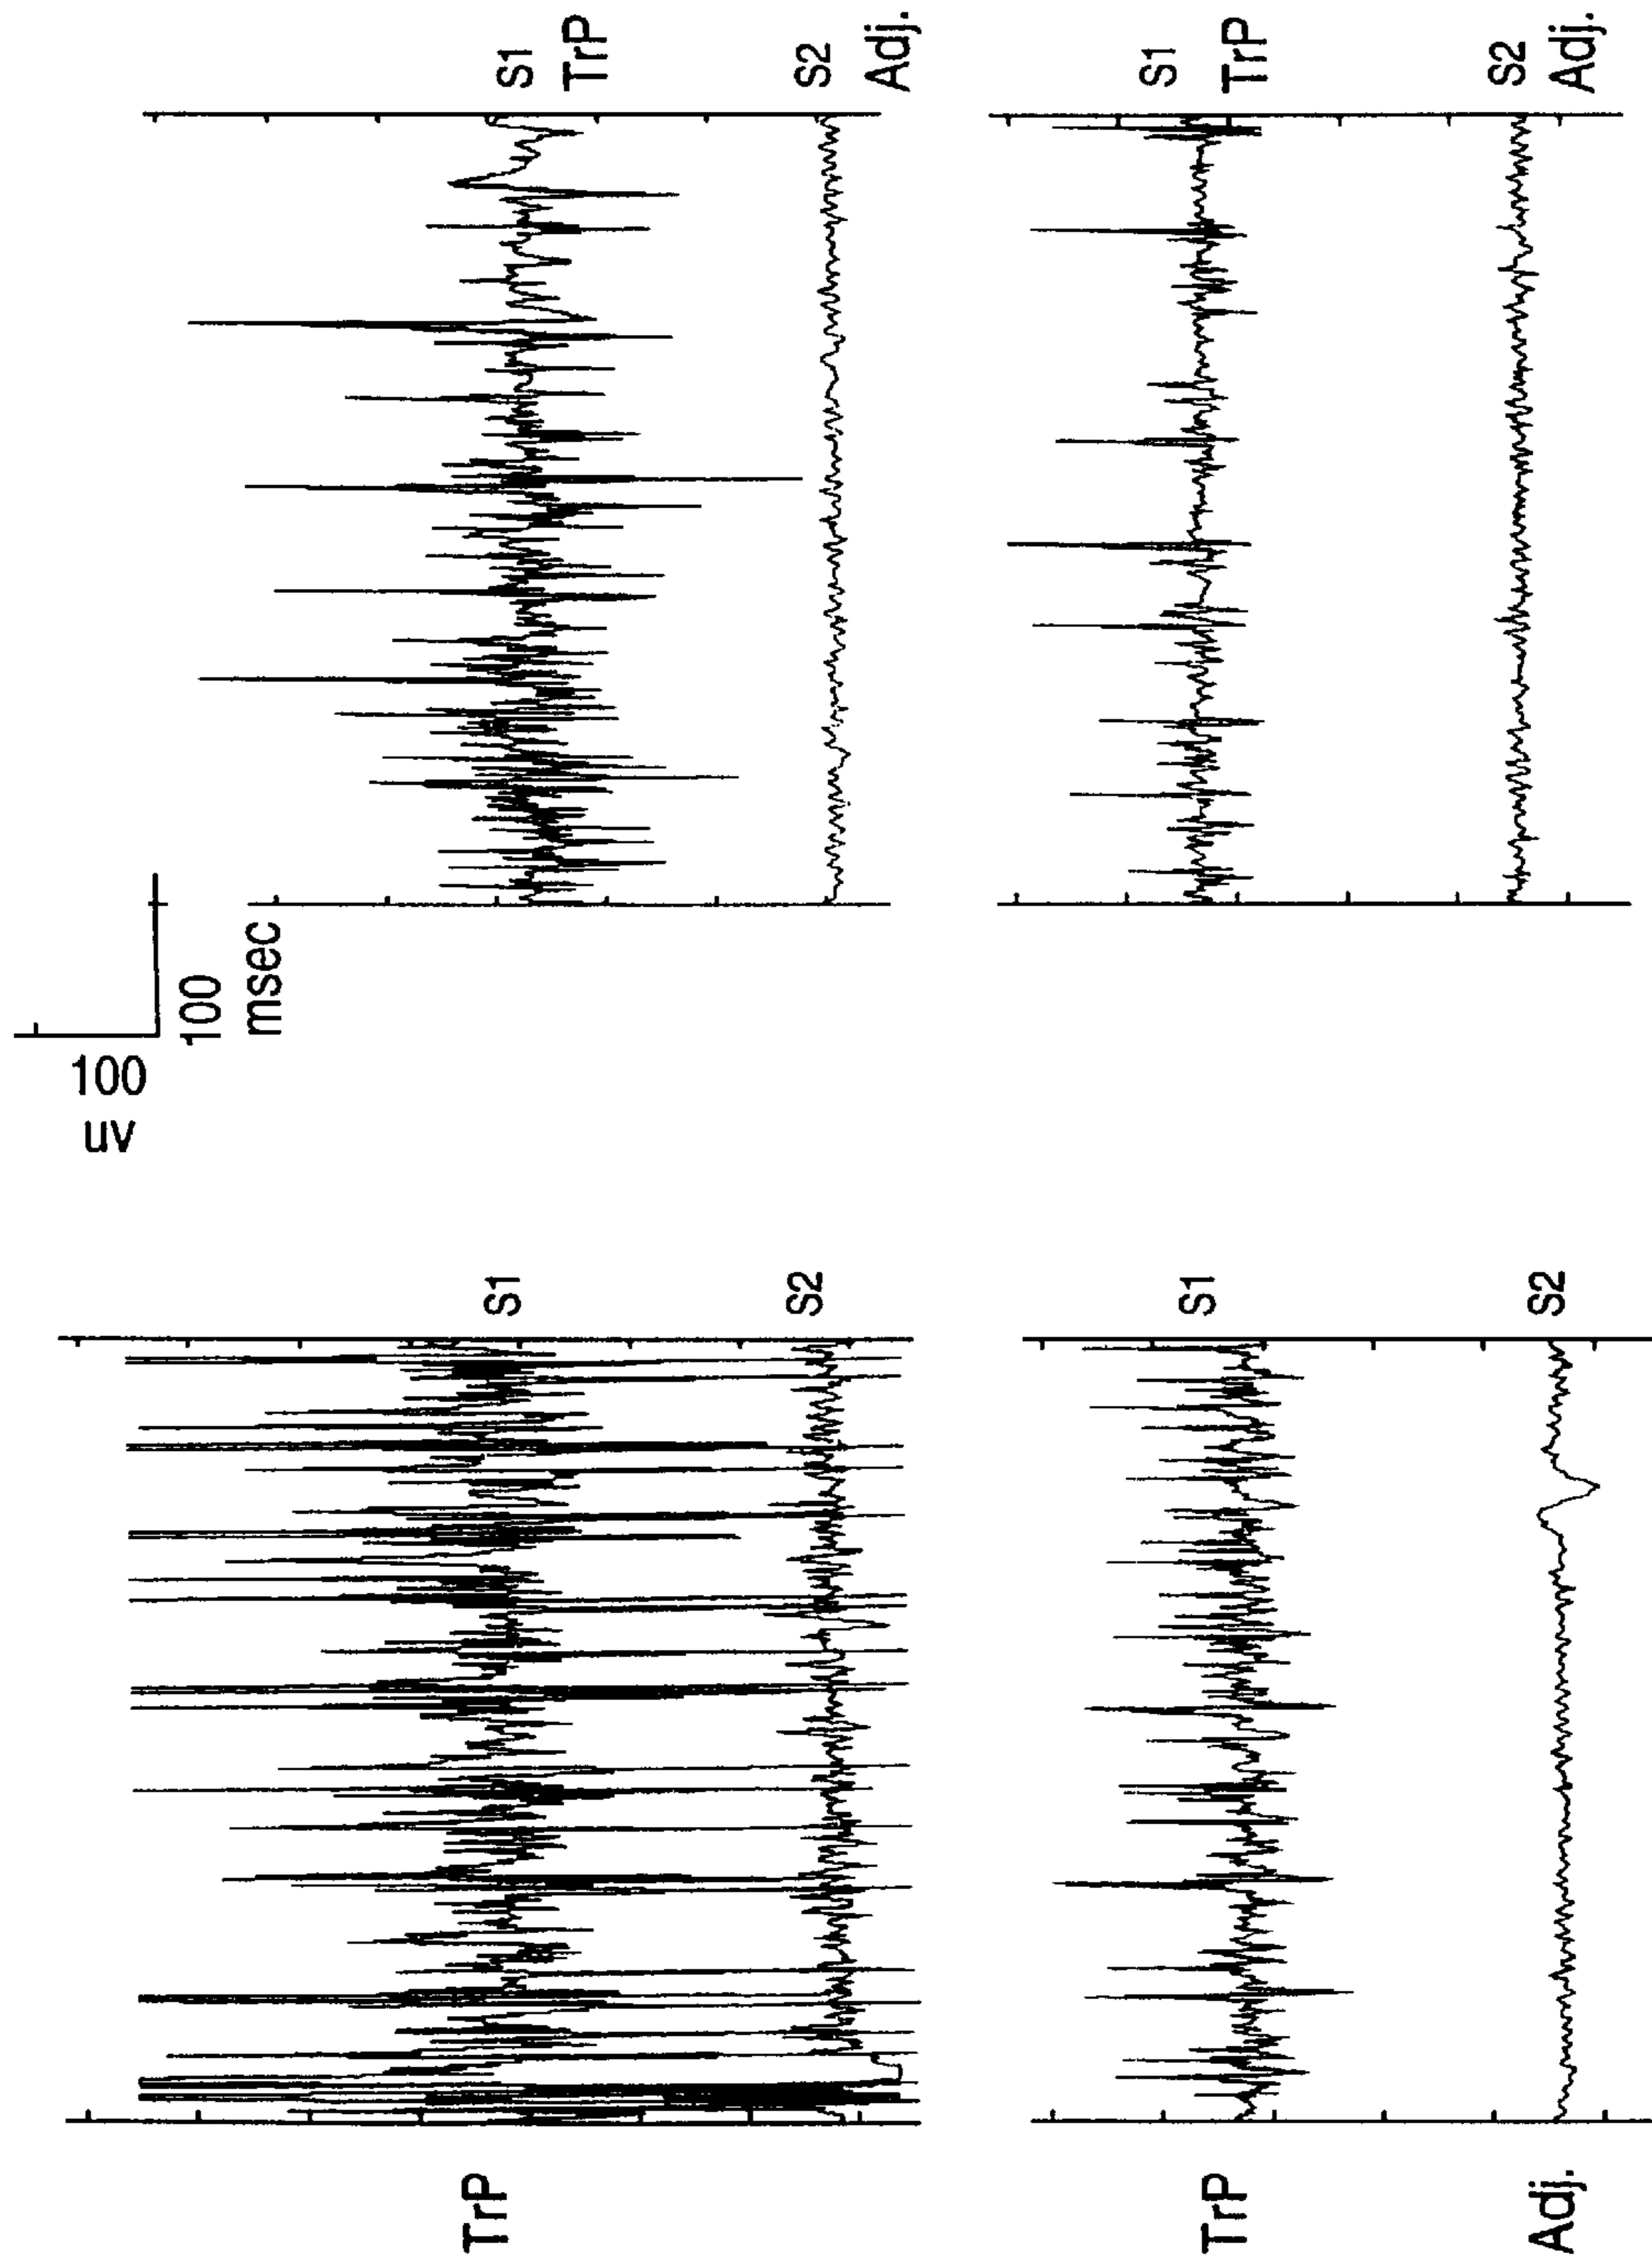 S1
TrP
S2
Adj.
S1
TrP
S2
Adj.
100
msec
100
uv
S1
S2
S1
S2
TrP
TrP
Adj.